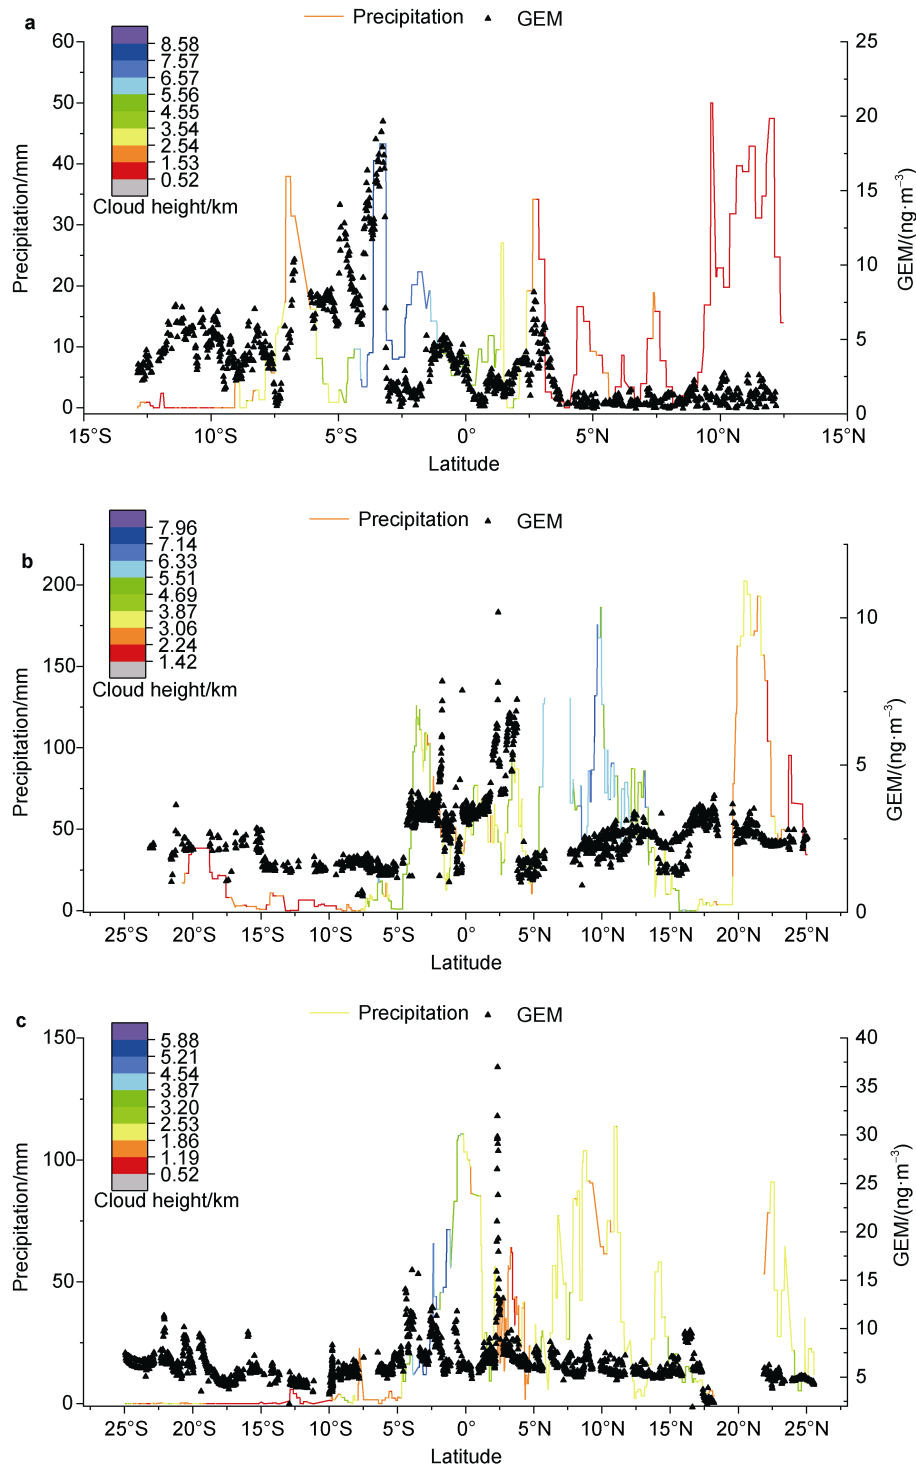 a
Precipitation ▲ GEM
8.58
7.57
6.57
5.56
4.55
3.54
2.54
1.53
0.52
Cloud height/km
60
50
40
30
20
10
0
Precipitation/mm
25
20
15
10
5
0
GEM/(ng·m⁻³)
15°S 10°S 5°S 0° 5°N 10°N 15°N
Latitude
b
Precipitation ▲ GEM
7.96
7.14
6.33
5.51
4.69
3.87
3.06
2.24
1.42
Cloud height/km
200
150
100
50
0
Precipitation/mm
10
5
0
GEM/(ng·m⁻³)
25°S 20°S 15°S 10°S 5°S 0° 5°N 10°N 15°N 20°N 25°N
Latitude
c
Precipitation ▲ GEM
5.88
5.21
4.54
3.87
3.20
2.53
1.86
1.19
0.52
Cloud height/km
150
100
50
0
Precipitation/mm
40
35
30
25
20
15
10
5
GEM/(ng·m⁻³)
25°S 20°S 15°S 10°S 5°S 0° 5°N 10°N 15°N 20°N 25°N
Latitude